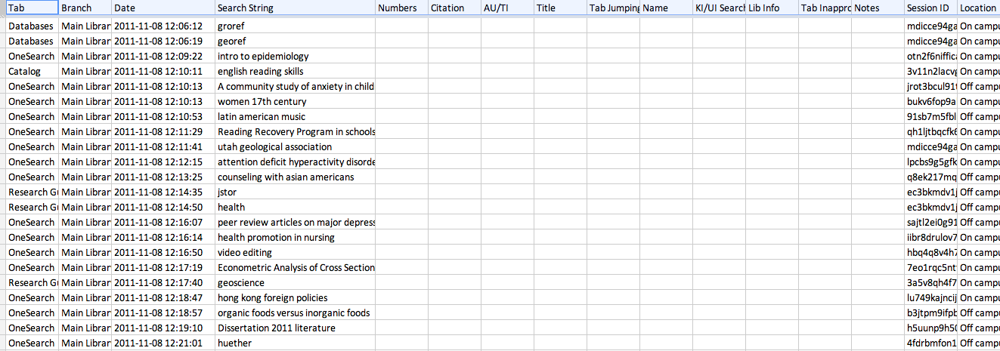 Tab Branch Date Search String Numbers Citation AU/TI Title Tab Jumping Name KI/UI Search Lib Info Tab Inappro Notes Session ID Location
Databases Main Librar 2011-11-08 12:06:12 groref mdicce94ga On campu
Databases Main Librar 2011-11-08 12:06:19 georef mdicce94ga On campu
OneSearch Main Librar 2011-11-08 12:09:22 intro to epidemiology otn2f6niffica On campu
Catalog Main Librar 2011-11-08 12:10:11 english reading skills 3v11n2lacvg On campu
OneSearch Main Librar 2011-11-08 12:10:13 A community study of anxiety in child jrot3bcul91t Off campu
OneSearch Main Librar 2011-11-08 12:10:13 women 17th century bukv6fop9a On campu
OneSearch Main Librar 2011-11-08 12:10:53 latin american music 91sb7m5fbl Off campu
OneSearch Main Librar 2011-11-08 12:11:29 Reading Recovery Program in schools qh1ljtbqcfk6 On campu
OneSearch Main Librar 2011-11-08 12:11:41 utah geological association mdicce94ga On campu
OneSearch Main Librar 2011-11-08 12:12:15 attention deficit hyperactivity disorde lpcbs9g5gfk On campu
OneSearch Main Librar 2011-11-08 12:13:25 counseling with asian americans q8ek217mq Off campu
Research Gu Main Librar 2011-11-08 12:14:35 jstor ec3bkmdv1j Off campu
Research Gu Main Librar 2011-11-08 12:14:50 health ec3bkmdv1j Off campu
OneSearch Main Librar 2011-11-08 12:16:07 peer review articles on major depress sajtl2ei0g91 Off campu
OneSearch Main Librar 2011-11-08 12:16:14 health promotion in nursing iibr8drulov7 Off campu
OneSearch Main Librar 2011-11-08 12:16:50 video editing hbq4q8v4h7 Off campu
OneSearch Main Librar 2011-11-08 12:17:19 Econometric Analysis of Cross Section 7eo1rqc5nt On campu
Research Gu Main Librar 2011-11-08 12:17:40 geoscience 3a5v8qh4f7 On campu
OneSearch Main Librar 2011-11-08 12:18:47 hong kong foreign policies lu749kajncij On campu
OneSearch Main Librar 2011-11-08 12:18:57 organic foods versus inorganic foods b3jtpm9ifpb Off campu
OneSearch Main Librar 2011-11-08 12:19:10 Dissertation 2011 literature h5uunp9h50 Off campu
OneSearch Main Librar 2011-11-08 12:21:01 huether 4fdrbmfon1 Off campu